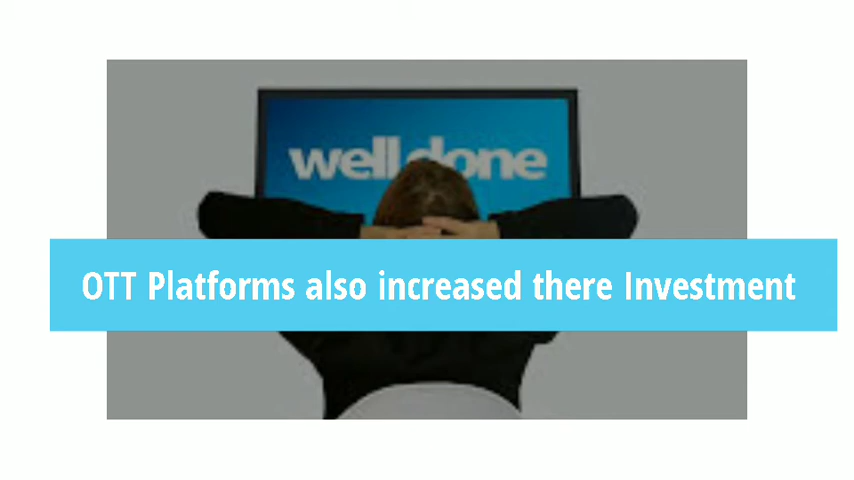 well done
OTT Platforms also increased there Investment